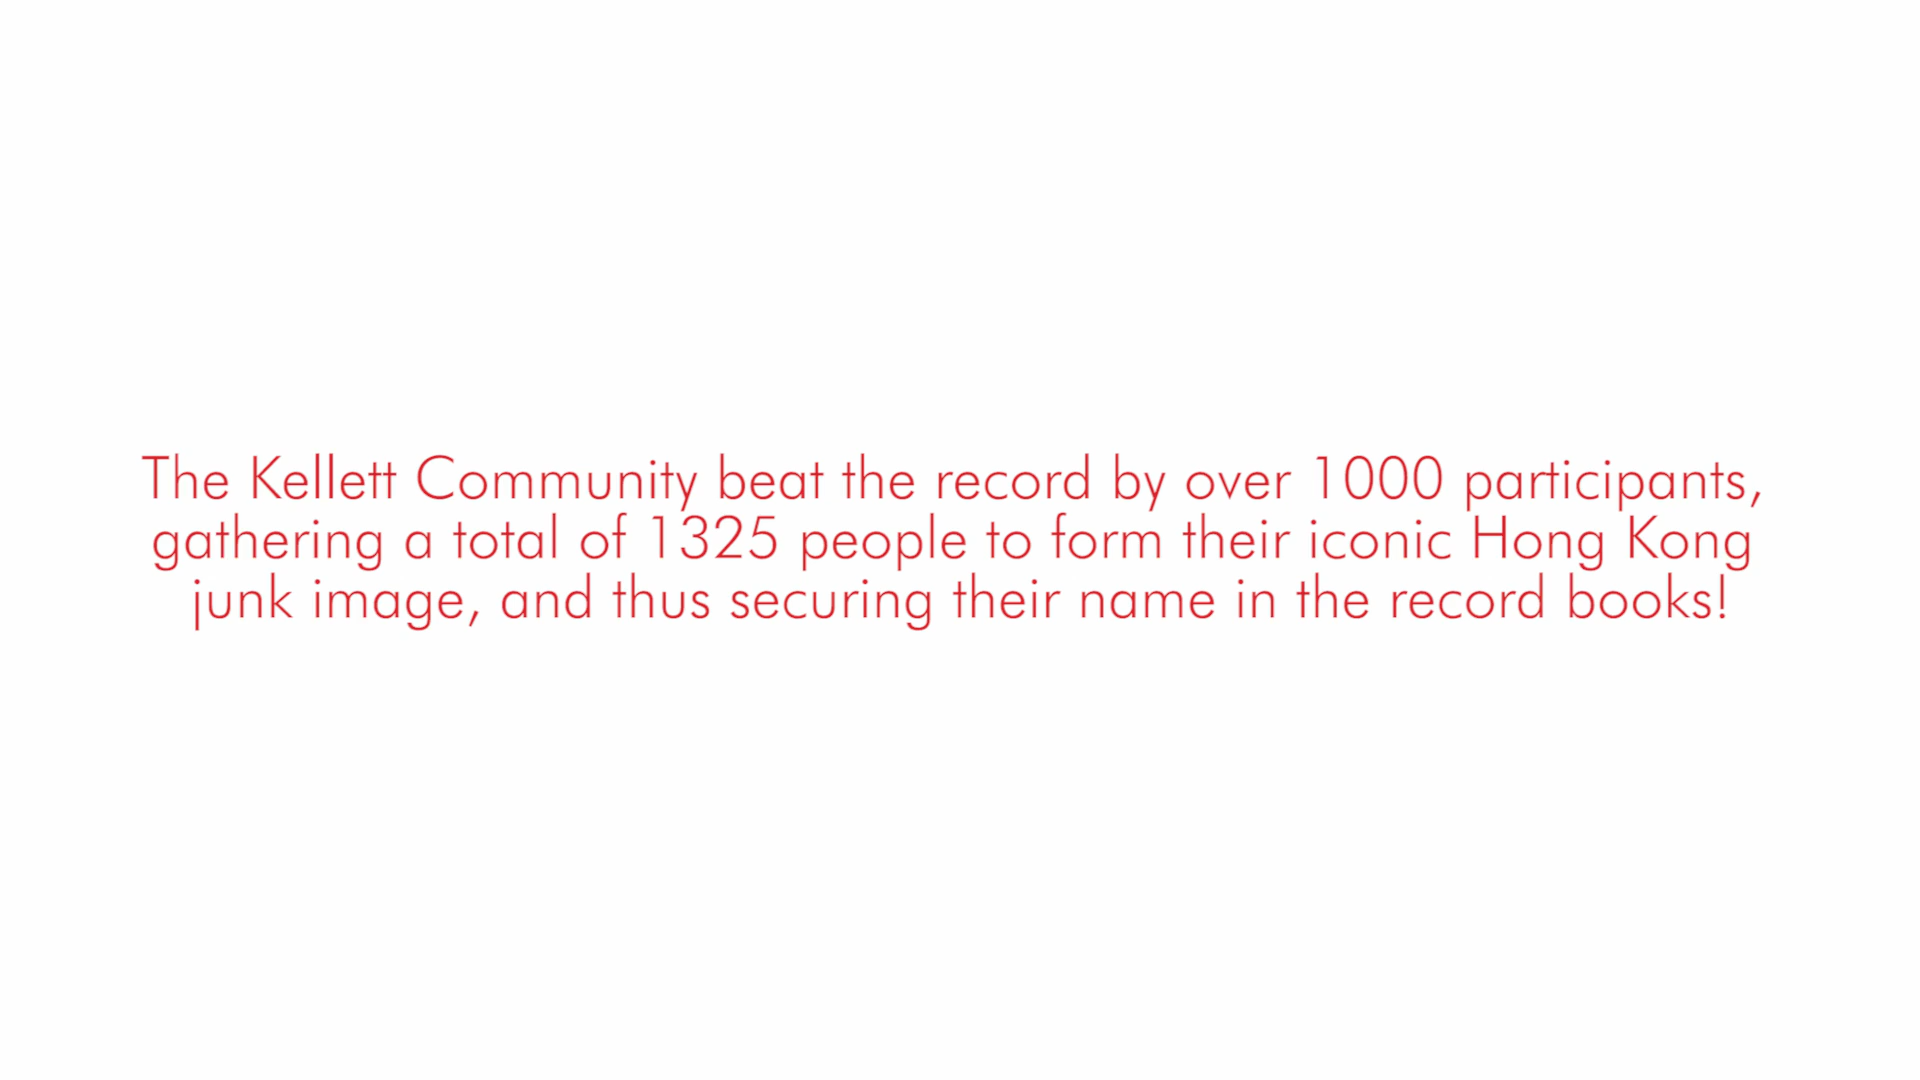 The Kellett Community beat the record by over 1000 participants,
gathering a total of 1325 people to form their iconic Hong Kong
junk image, and thus securing their name in the record books!